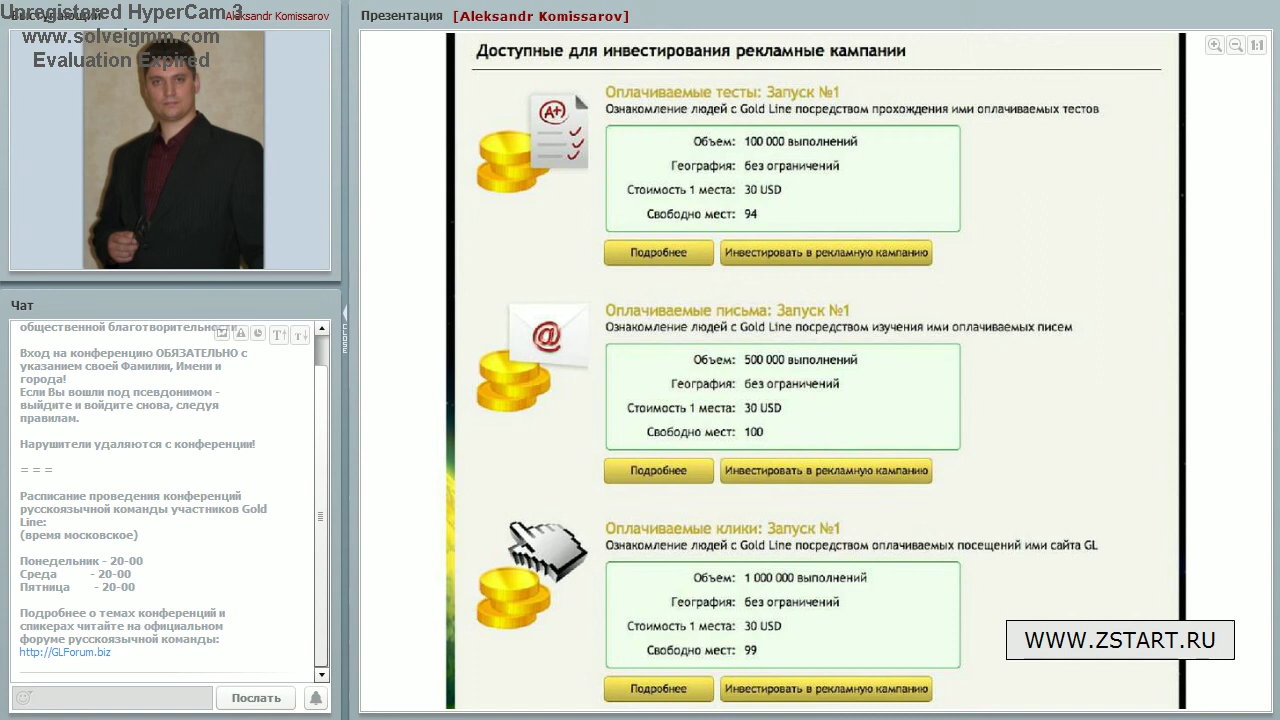 Unregistered HyperCam 3
www.solveigmm.com
Evaluation Expired
Выступающий
Aleksandr Komissarov
Презентация [Aleksandr Komissarov]
Чат
общественной благотворительности.
Вход на конференцию ОБЯЗАТЕЛЬНО с
указанием своей Фамилии, Имени и
города!
Если Вы вошли под псевдонимом -
выйдите и войдите снова, следуя
правилам.
Нарушители удаляются с конференции!
= = =
Расписание проведения конференций
русскоязычной команды участников Gold
Line:
(время московское)
Понедельник - 20-00
Среда - 20-00
Пятница - 20-00
Подробнее о темах конференций и
спикерах читайте на официальном
форуме русскоязычной команды:
http://GLForum.biz
Послать
1:1
Доступные для инвестирования рекламные кампании
A+
Оплачиваемые тесты: Запуск №1
Ознакомление людей с Gold Line посредством прохождения ими оплачиваемых тестов
Объем: 100 000 выполнений
География: без ограничений
Стоимость 1 места: 30 USD
Свободно мест: 94
Подробнее
Инвестировать в рекламную кампанию
@
Оплачиваемые письма: Запуск №1
Ознакомление людей с Gold Line посредством изучения ими оплачиваемых писем
Объем: 500 000 выполнений
География: без ограничений
Стоимость 1 места: 30 USD
Свободно мест: 100
Подробнее
Инвестировать в рекламную кампанию
Оплачиваемые клики: Запуск №1
Ознакомление людей с Gold Line посредством оплачиваемых посещений ими сайта GL
Объем: 1 000 000 выполнений
География: без ограничений
Стоимость 1 места: 30 USD
Свободно мест: 99
Подробнее
Инвестировать в рекламную кампанию
WWW.ZSTART.RU